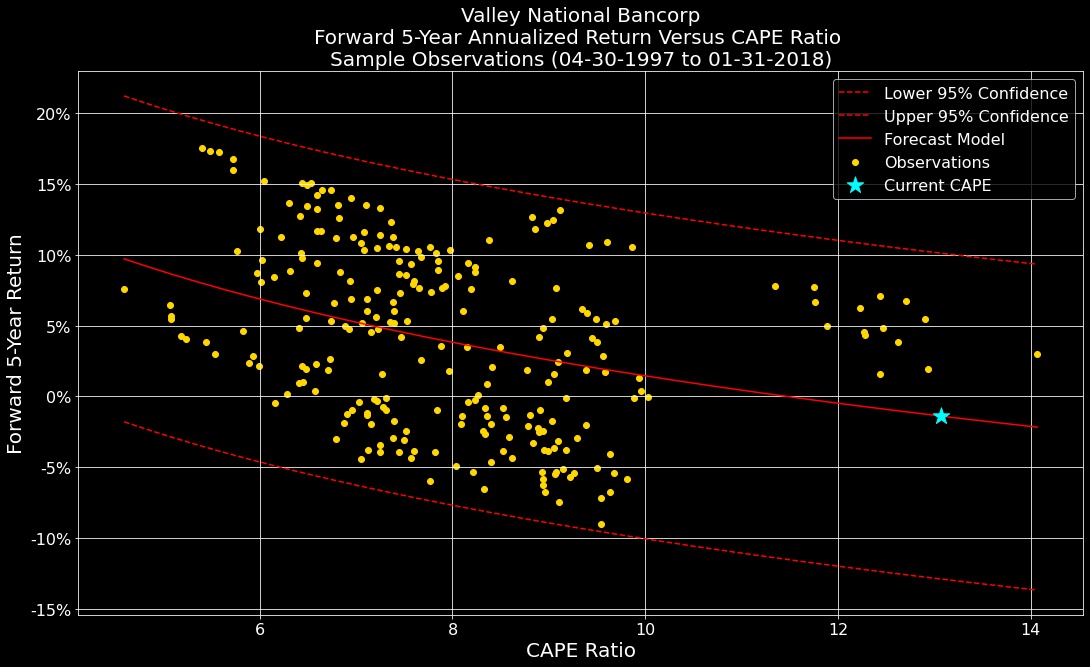 Valley National Bancorp
Forward 5-Year Annualized Return Versus CAPE Ratio
Sample Observations (04-30-1997 to 01-31-2018)
Lower 95% Confidence
Upper 95% Confidence
Forecast Model
Observations
Current CAPE
Forward 5-Year Return
20%
15%
10%
5%
0%
-5%
-10%
-15%
6
8
10
12
14
CAPE Ratio